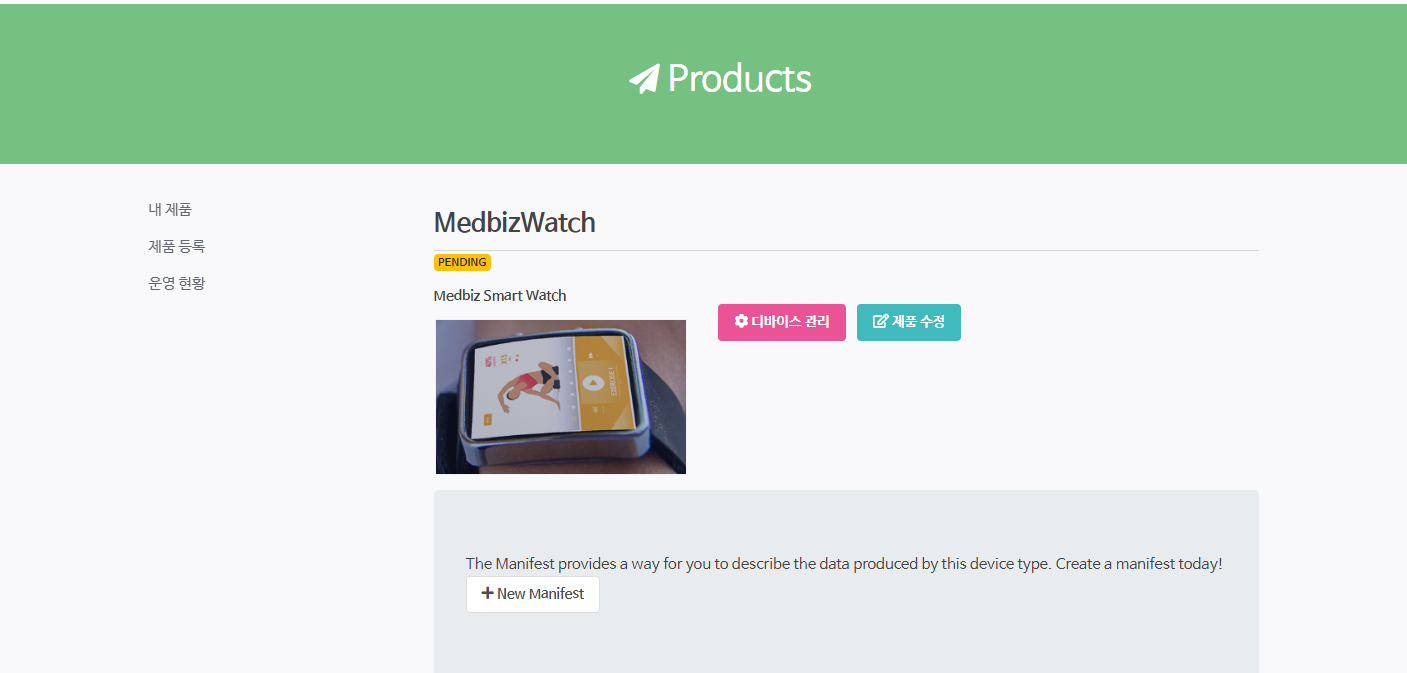 Products
내 제품
제품 등록
운영 현황
MedbizWatch
PENDING
Medbiz Smart Watch
디바이스 관리
제품 수정
The Manifest provides a way for you to describe the data produced by this device type. Create a manifest today!
New Manifest